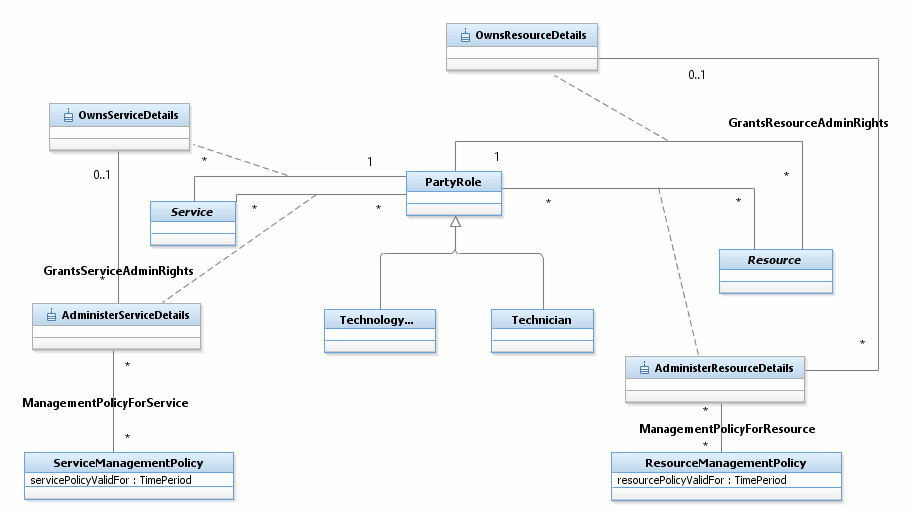 OwnsResourceDetails
0..1
OwnsServiceDetails
GrantsResourceAdminRights
*
1
1
0..1
PartyRole
*
Service
*
*
*
*
Resource
GrantsServiceAdminRights
*
AdministerServiceDetails
Technology...
Technician
*
*
AdministerResourceDetails
ManagementPolicyForService
*
*
ManagementPolicyForResource
*
ServiceManagementPolicy
servicePolicyValidFor : TimePeriod
ResourceManagementPolicy
resourcePolicyValidFor : TimePeriod